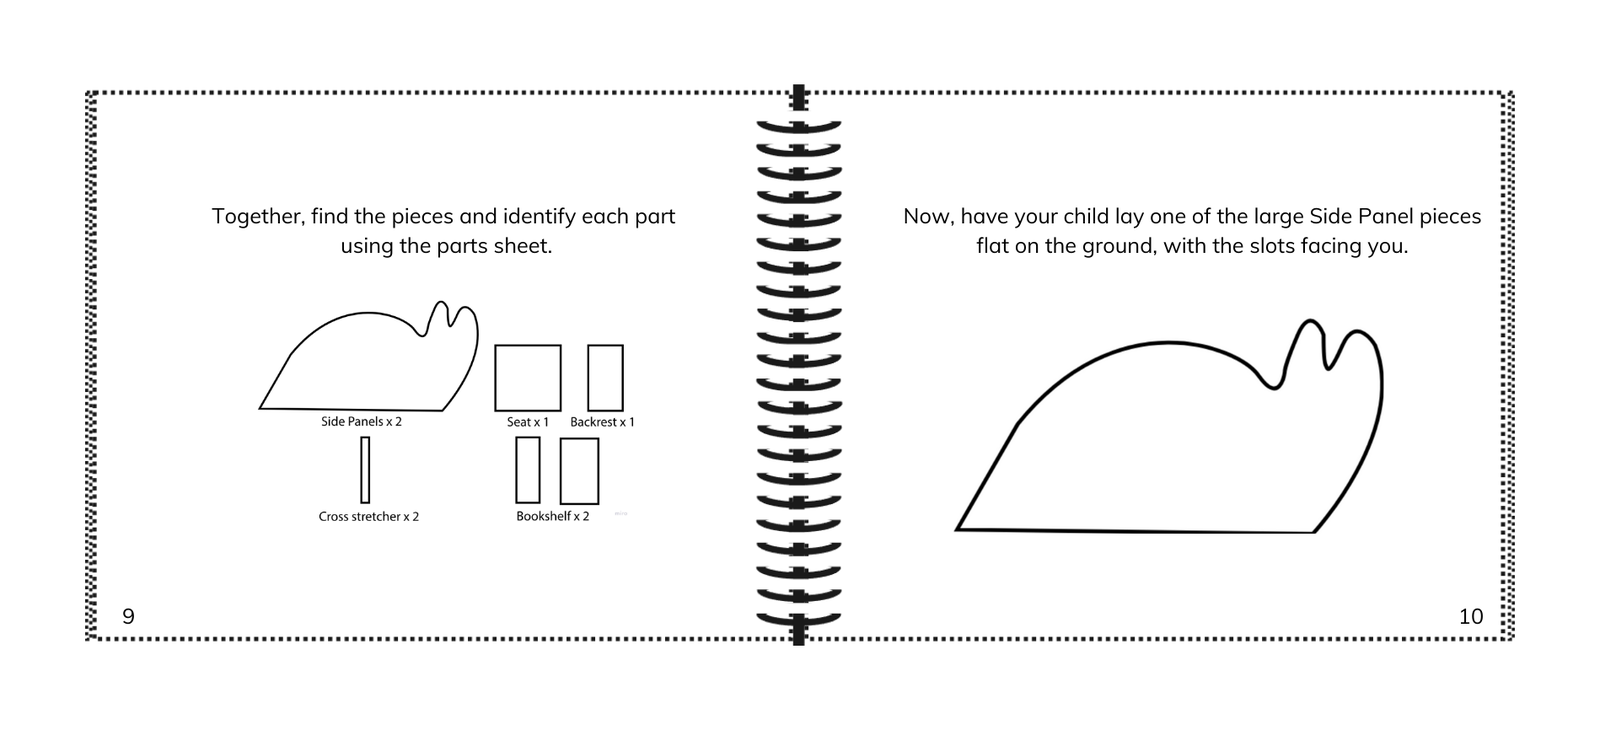 Together, find the pieces and identify each part
using the parts sheet.
Side Panels x 2
Seat x 1
Backrest x 1
Cross stretcher x 2
Bookshelf x 2
9
Now, have your child lay one of the large Side Panel pieces
flat on the ground, with the slots facing you.
10